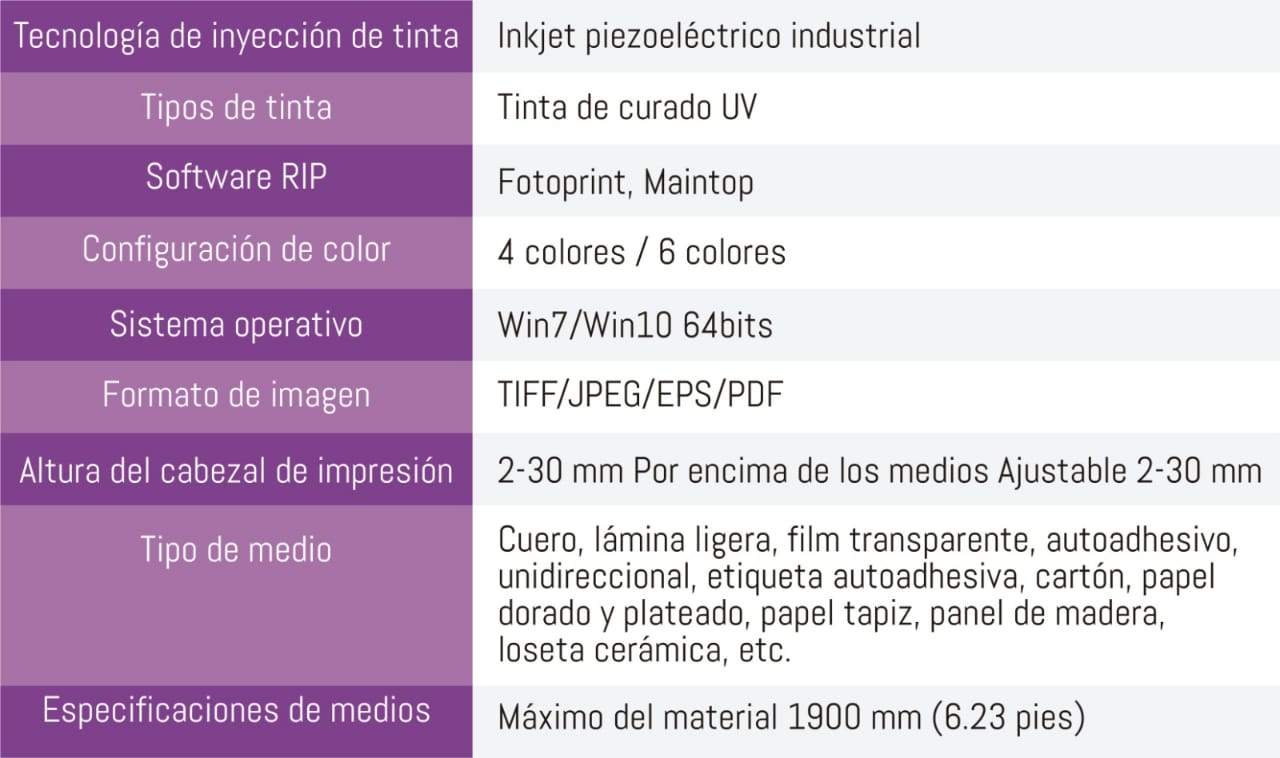 Tecnología de inyección de tinta
Inkjet piezoeléctrico industrial
Tipos de tinta
Tinta de curado UV
Software RIP
Fotoprint, Maintop
Configuración de color
4 colores / 6 colores
Sistema operativo
Win7/Win10 64bits
Formato de imagen
TIFF/JPEG/EPS/PDF
Altura del cabezal de impresión
2-30 mm Por encima de los medios Ajustable 2-30 mm
Tipo de medio
Cuero, lámina ligera, film transparente, autoadhesivo,
unidireccional, etiqueta autoadhesiva, cartón, papel
dorado y plateado, papel tapiz, panel de madera,
loseta cerámica, etc.
Especificaciones de medios
Máximo del material 1900 mm (6.23 pies)